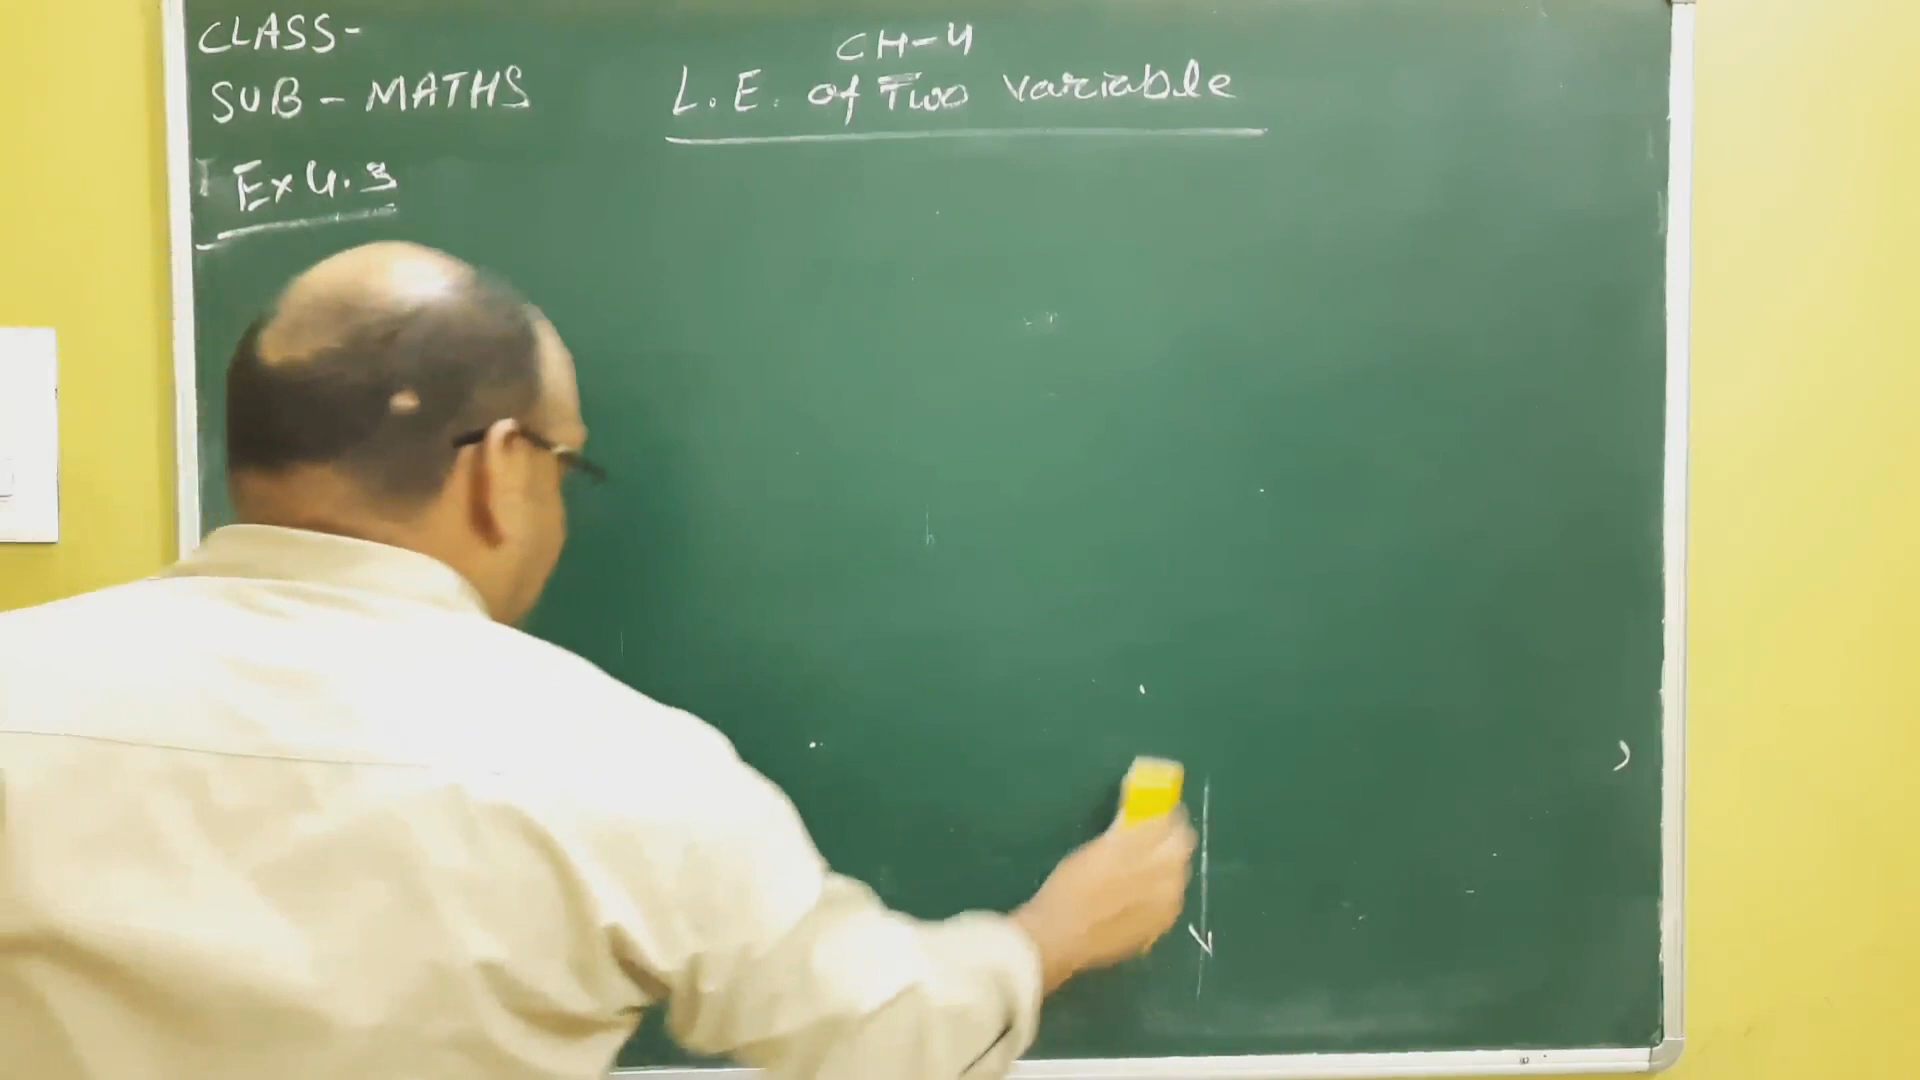 CLASS-
CH-4
SUB - MATHS
L.E. of Two variable
Ex 4.3